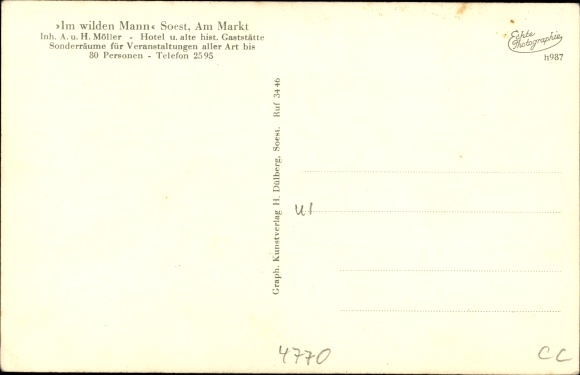 »Im wilden Mann« Soest, Am Markt
Inh. A. u. H. Möller - Hotel u. alte hist. Gaststätte
Sonderräume für Veranstaltungen aller Art bis
80 Personen - Telefon 2595
Echte
Photographie
h987
Graph. Kunstverlag H. Dülberg, Soest. Ruf 3446
4770
CC